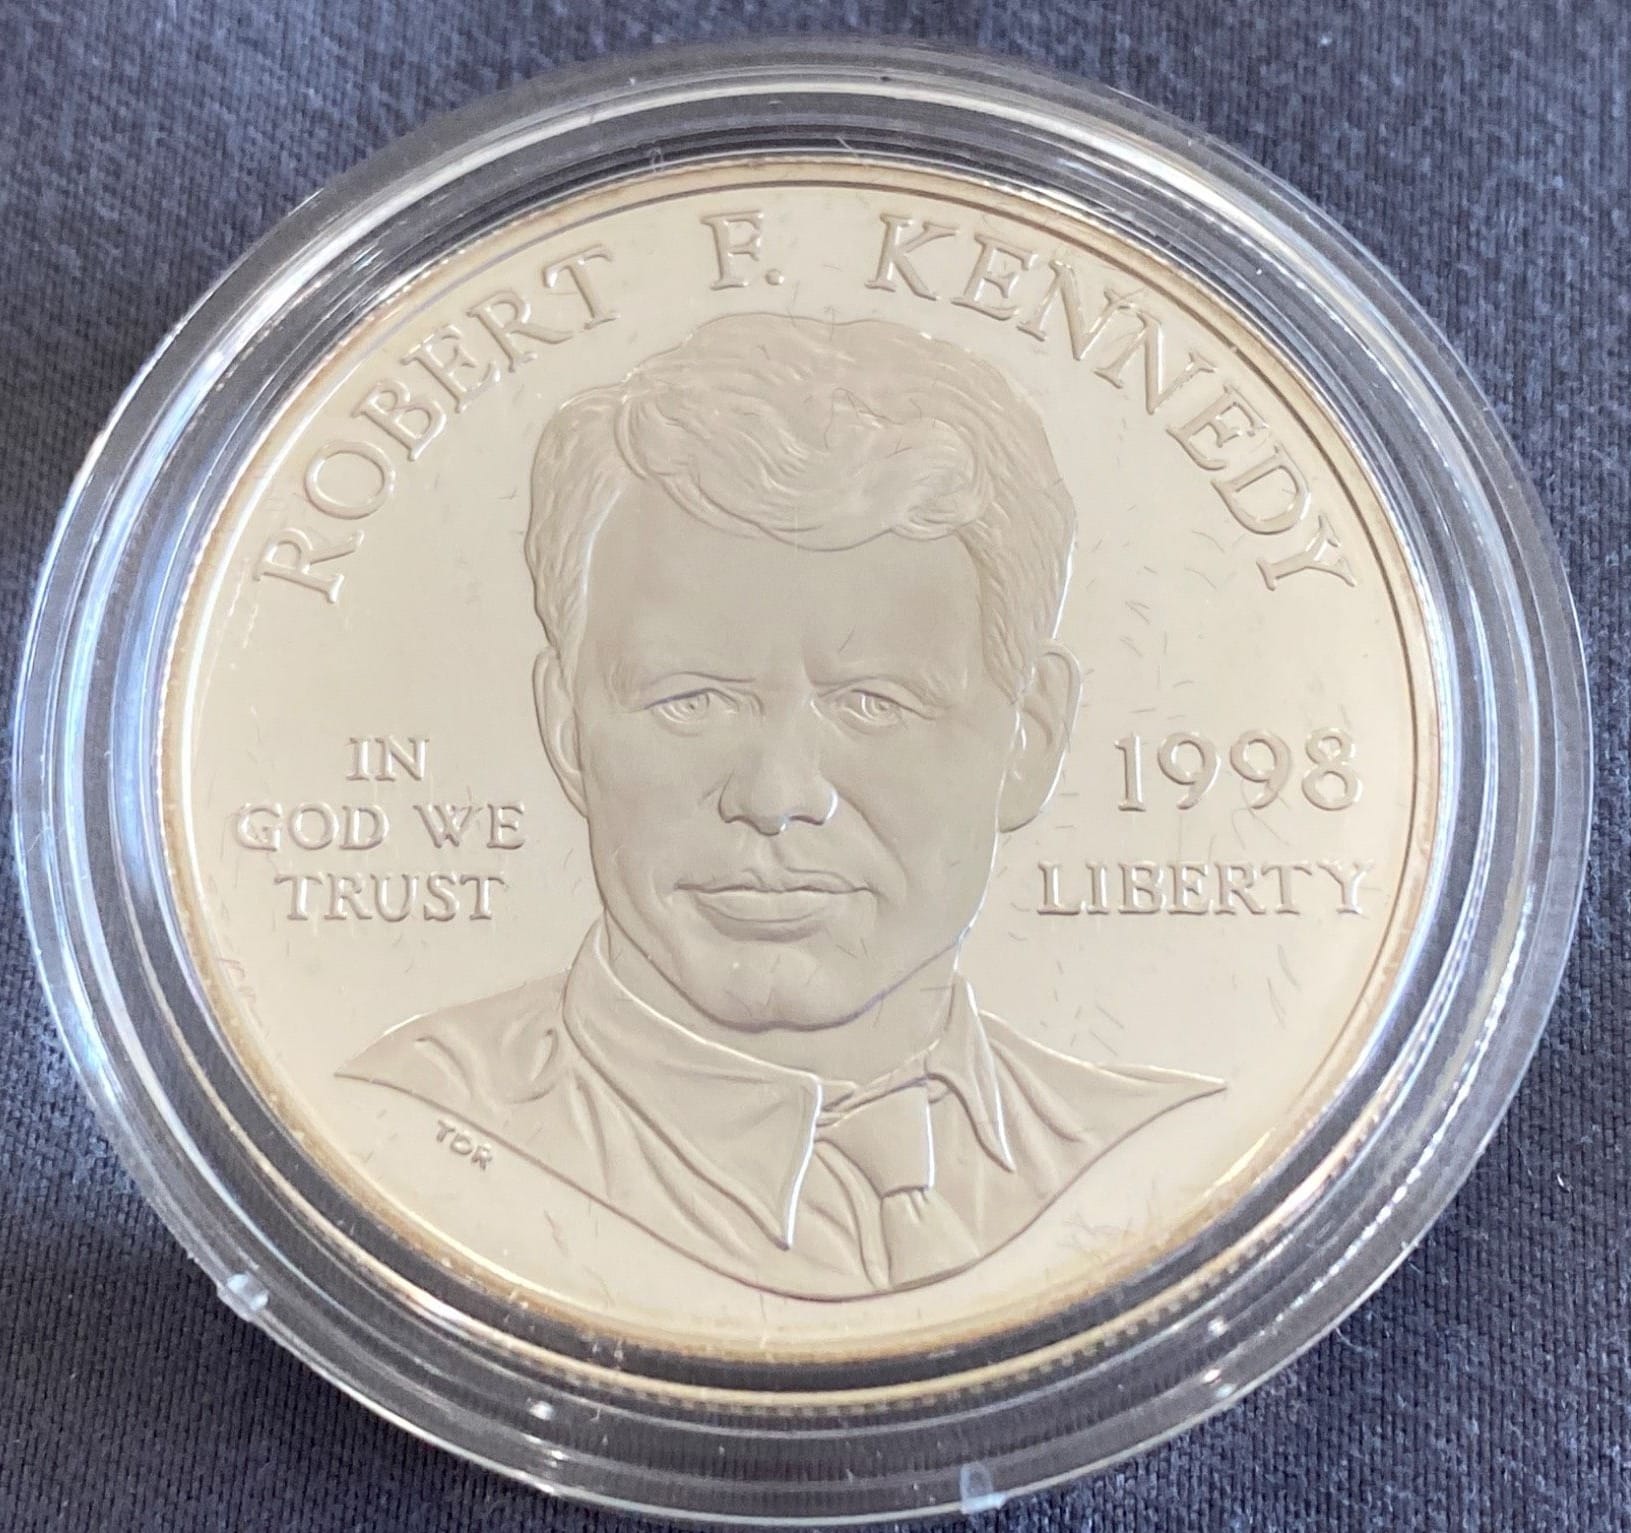 ROBERT F. KENNEDY
IN
GOD WE
TRUST
1998
LIBERTY
TDR